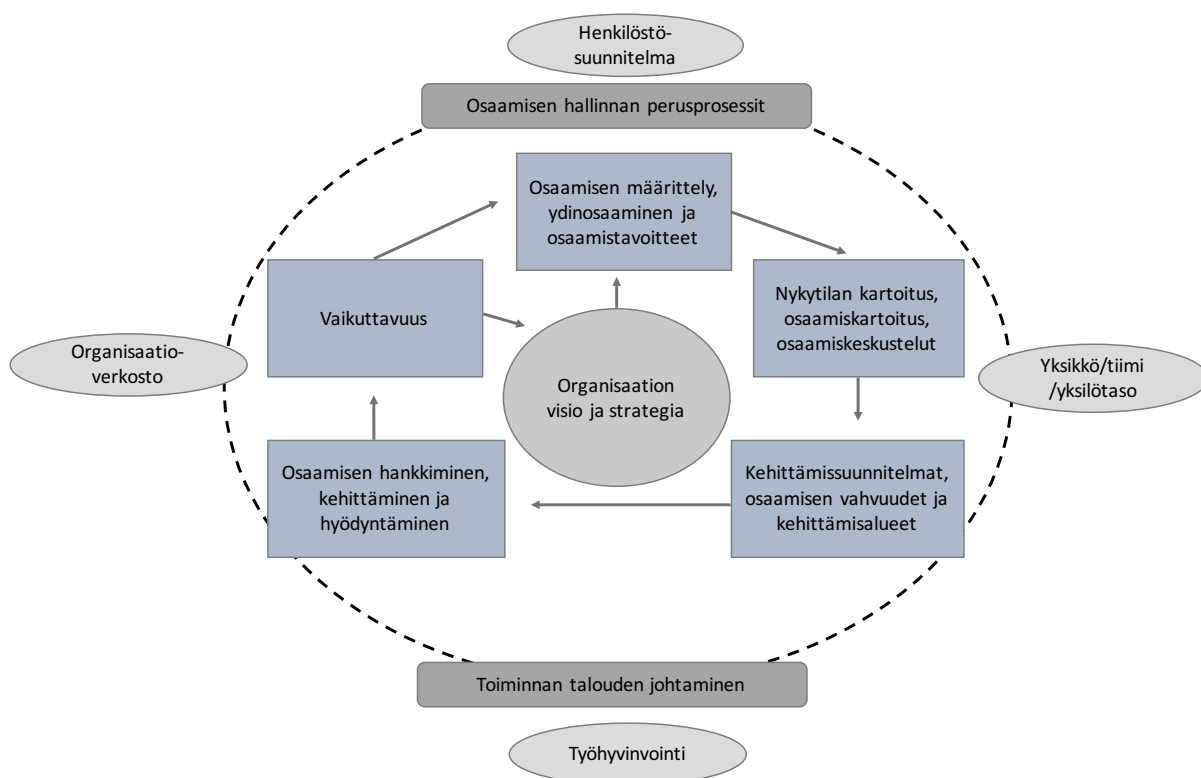 Henkilöstö-
suunnitelma
Osaamisen hallinnan perusprosessit
Osaamisen määrittely,
ydinosaaminen ja
osaamistavoitteet
Vaikuttavuus
Nykytilan kartoitus,
osaamiskartoitus,
osaamiskeskustelut
Organisaatio-
verkosto
Organisaation
visio ja strategia
Yksikkö/tiimi
/yksilötaso
Osaamisen hankkiminen,
kehittäminen ja
hyödyntäminen
Kehittämissuunnitelmat,
osaamisen vahvuudet ja
kehittämisalueet
Toiminnan talouden johtaminen
Työhyvinvointi